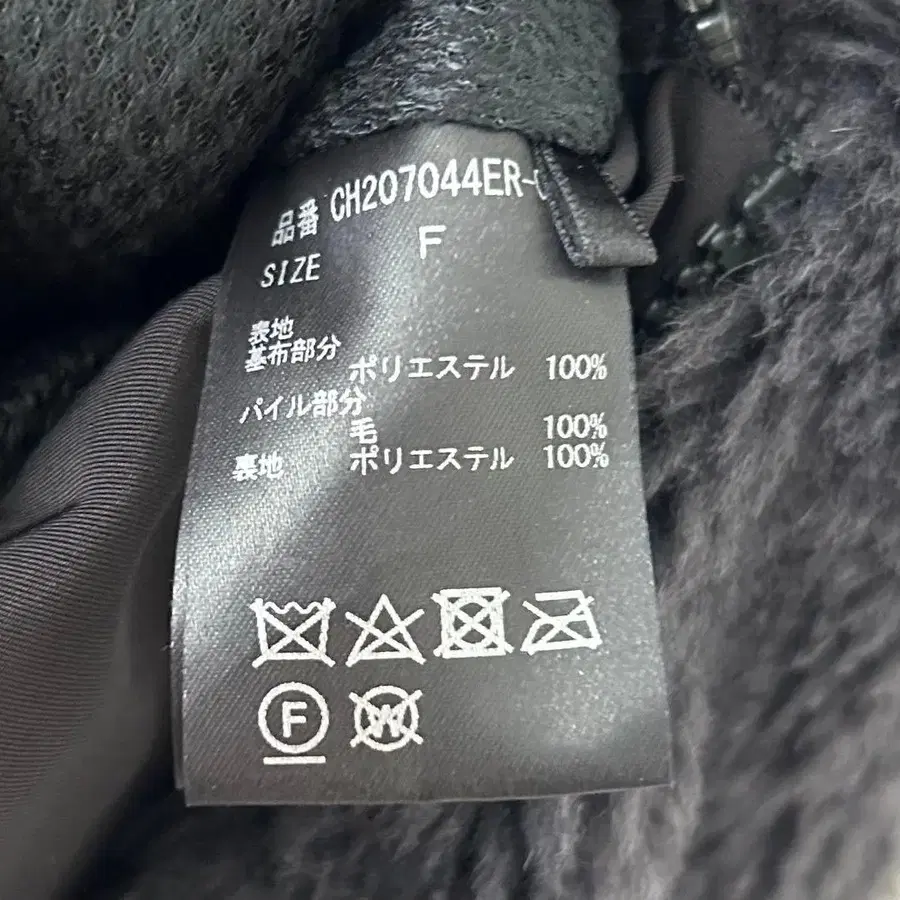 品番 CH207044ER-
SIZE F
表地
基布部分
ポリエステル 100%
パイル部分
毛 100%
裏地 ポリエステル 100%
F W